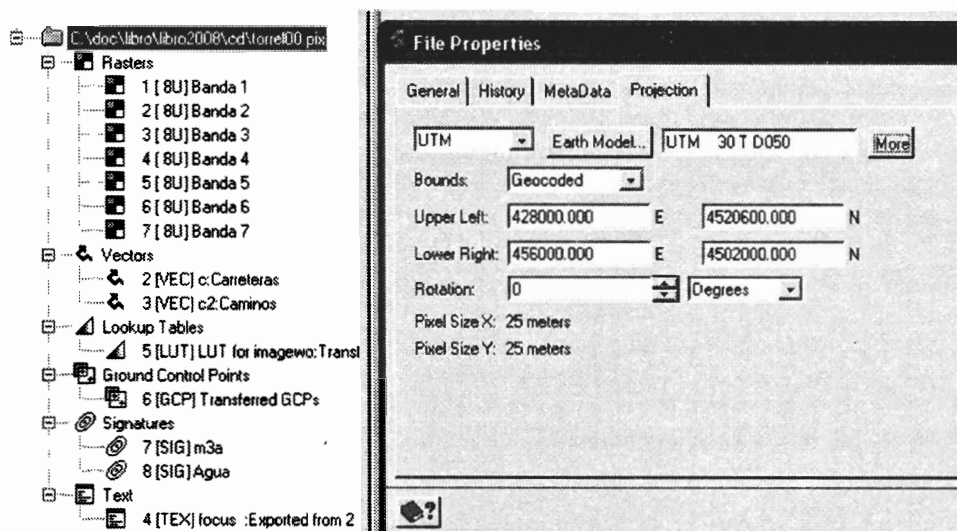 C:\doc\libro\libro2008\cd\torrel00 pix
Rasters
1 [ 8U] Banda 1
2 [ 8U] Banda 2
3 [ 8U] Banda 3
4 [ 8U] Banda 4
5 [ 8U] Banda 5
6 [ 8U] Banda 6
7 [ 8U] Banda 7
Vectors
2 [VEC] c:Carreteras
3 [VEC] c2:Caminos
Lookup Tables
5 [LUT] LUT for imagewo:Transl
Ground Control Points
6 [GCP] Transferred GCPs
Signatures
7 [SIG] m3a
8 [SIG] Agua
Text
4 [TEX] focus :Exported from 2
File Properties
General History MetaData Projection
UTM Earth Model... UTM 30 T D050 More
Bounds: Geocoded
Upper Left: 428000.000 E 4520600.000 N
Lower Right: 456000.000 E 4502000.000 N
Rotation: 0 Degrees
Pixel Size X: 25 meters
Pixel Size Y: 25 meters
?